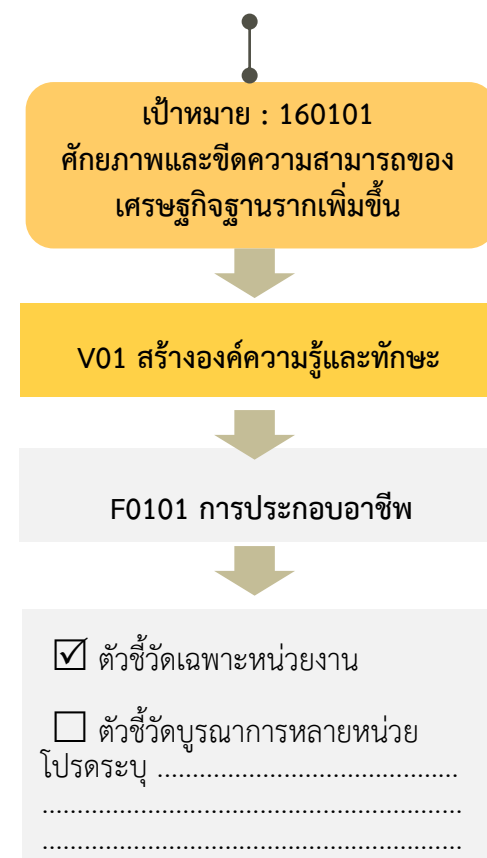 เป้าหมาย : 160101
ศักยภาพและขีดความสามารถของ
เศรษฐกิจฐานรากเพิ่มขึ้น
V01 สร้างองค์ความรู้และทักษะ
F0101 การประกอบอาชีพ
☑ ตัวชี้วัดเฉพาะหน่วยงาน
☐ ตัวชี้วัดบูรณาการหลายหน่วย
โปรดระบุ ...........................................
............................................................
............................................................